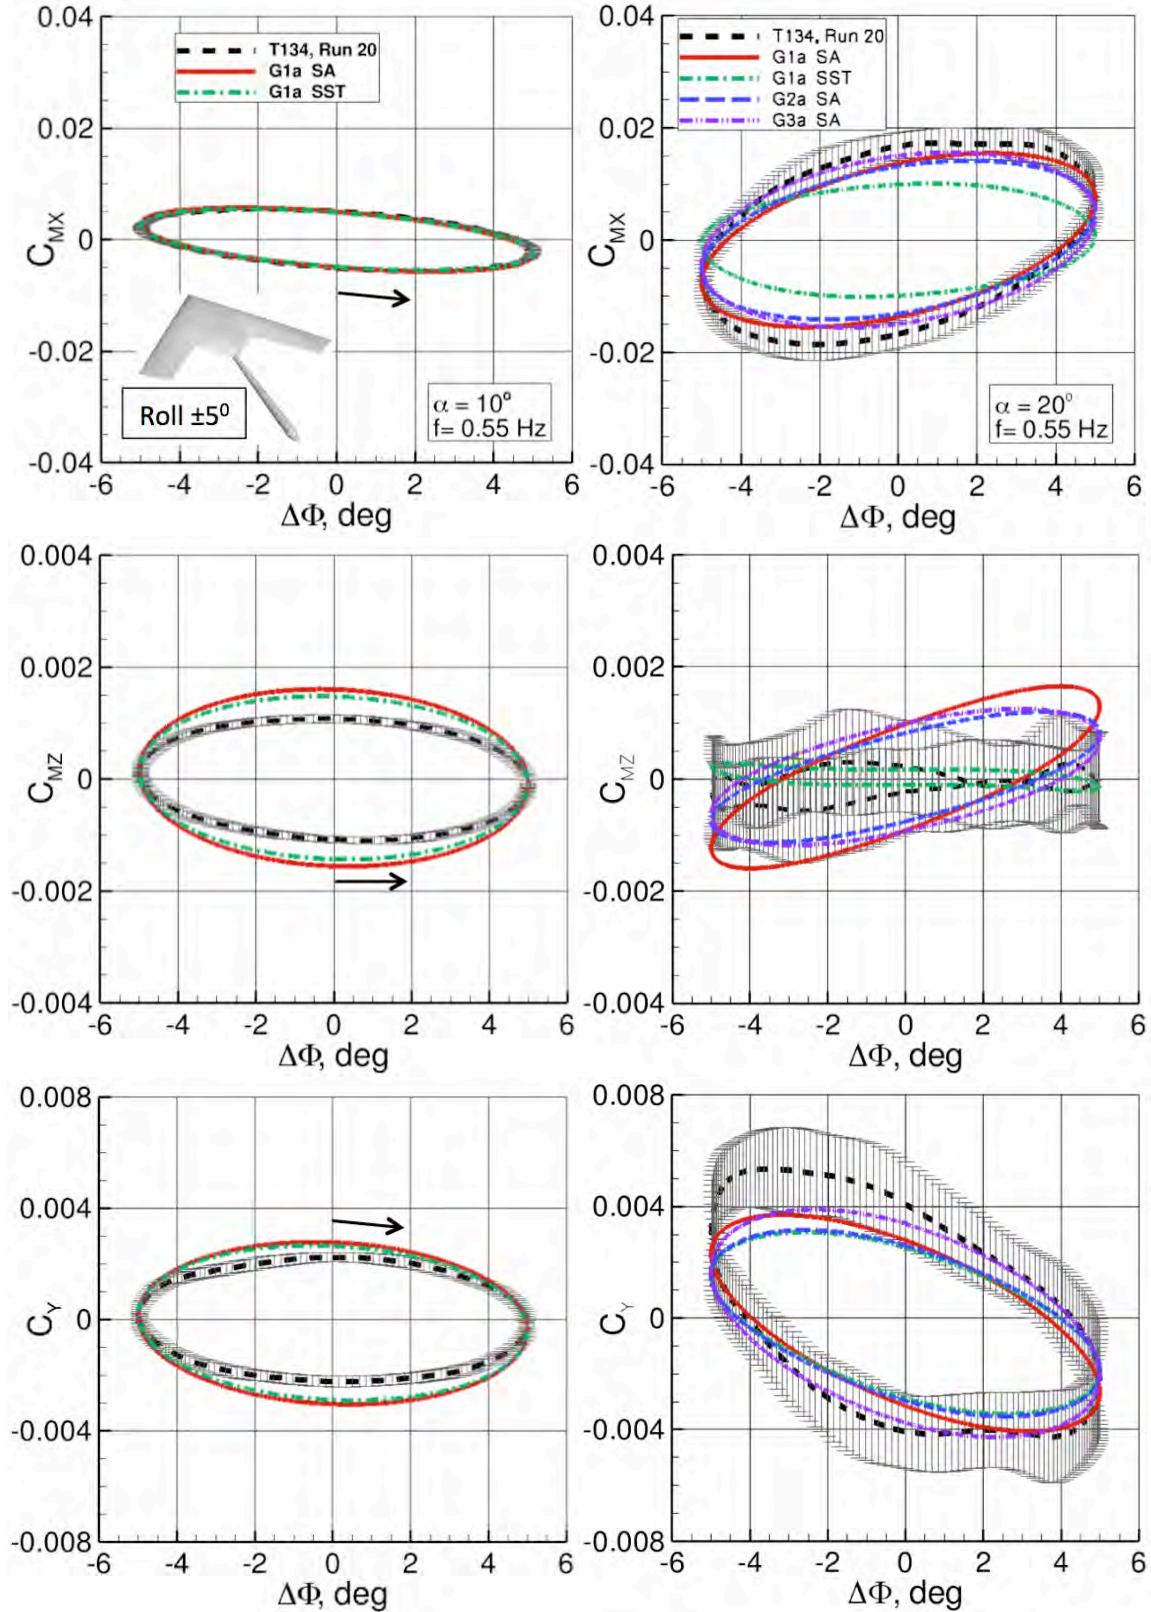 0.04
0.02
0
-0.02
-0.04
C_MX
T134, Run 20
G1a SA
G1a SST
Roll ±5⁰
α = 10°
f= 0.55 Hz
-6 -4 -2 0 2 4 6
ΔΦ, deg
0.04
0.02
0
-0.02
-0.04
C_MX
T134, Run 20
G1a SA
G1a SST
G2a SA
G3a SA
α = 20°
f= 0.55 Hz
-6 -4 -2 0 2 4 6
ΔΦ, deg
0.004
0.002
0
-0.002
-0.004
C_MZ
-6 -4 -2 0 2 4 6
ΔΦ, deg
0.004
0.002
0
-0.002
-0.004
C_MZ
-6 -4 -2 0 2 4 6
ΔΦ, deg
0.008
0.004
0
-0.004
-0.008
C_Y
-6 -4 -2 0 2 4 6
ΔΦ, deg
0.008
0.004
0
-0.004
-0.008
C_Y
-6 -4 -2 0 2 4 6
ΔΦ, deg